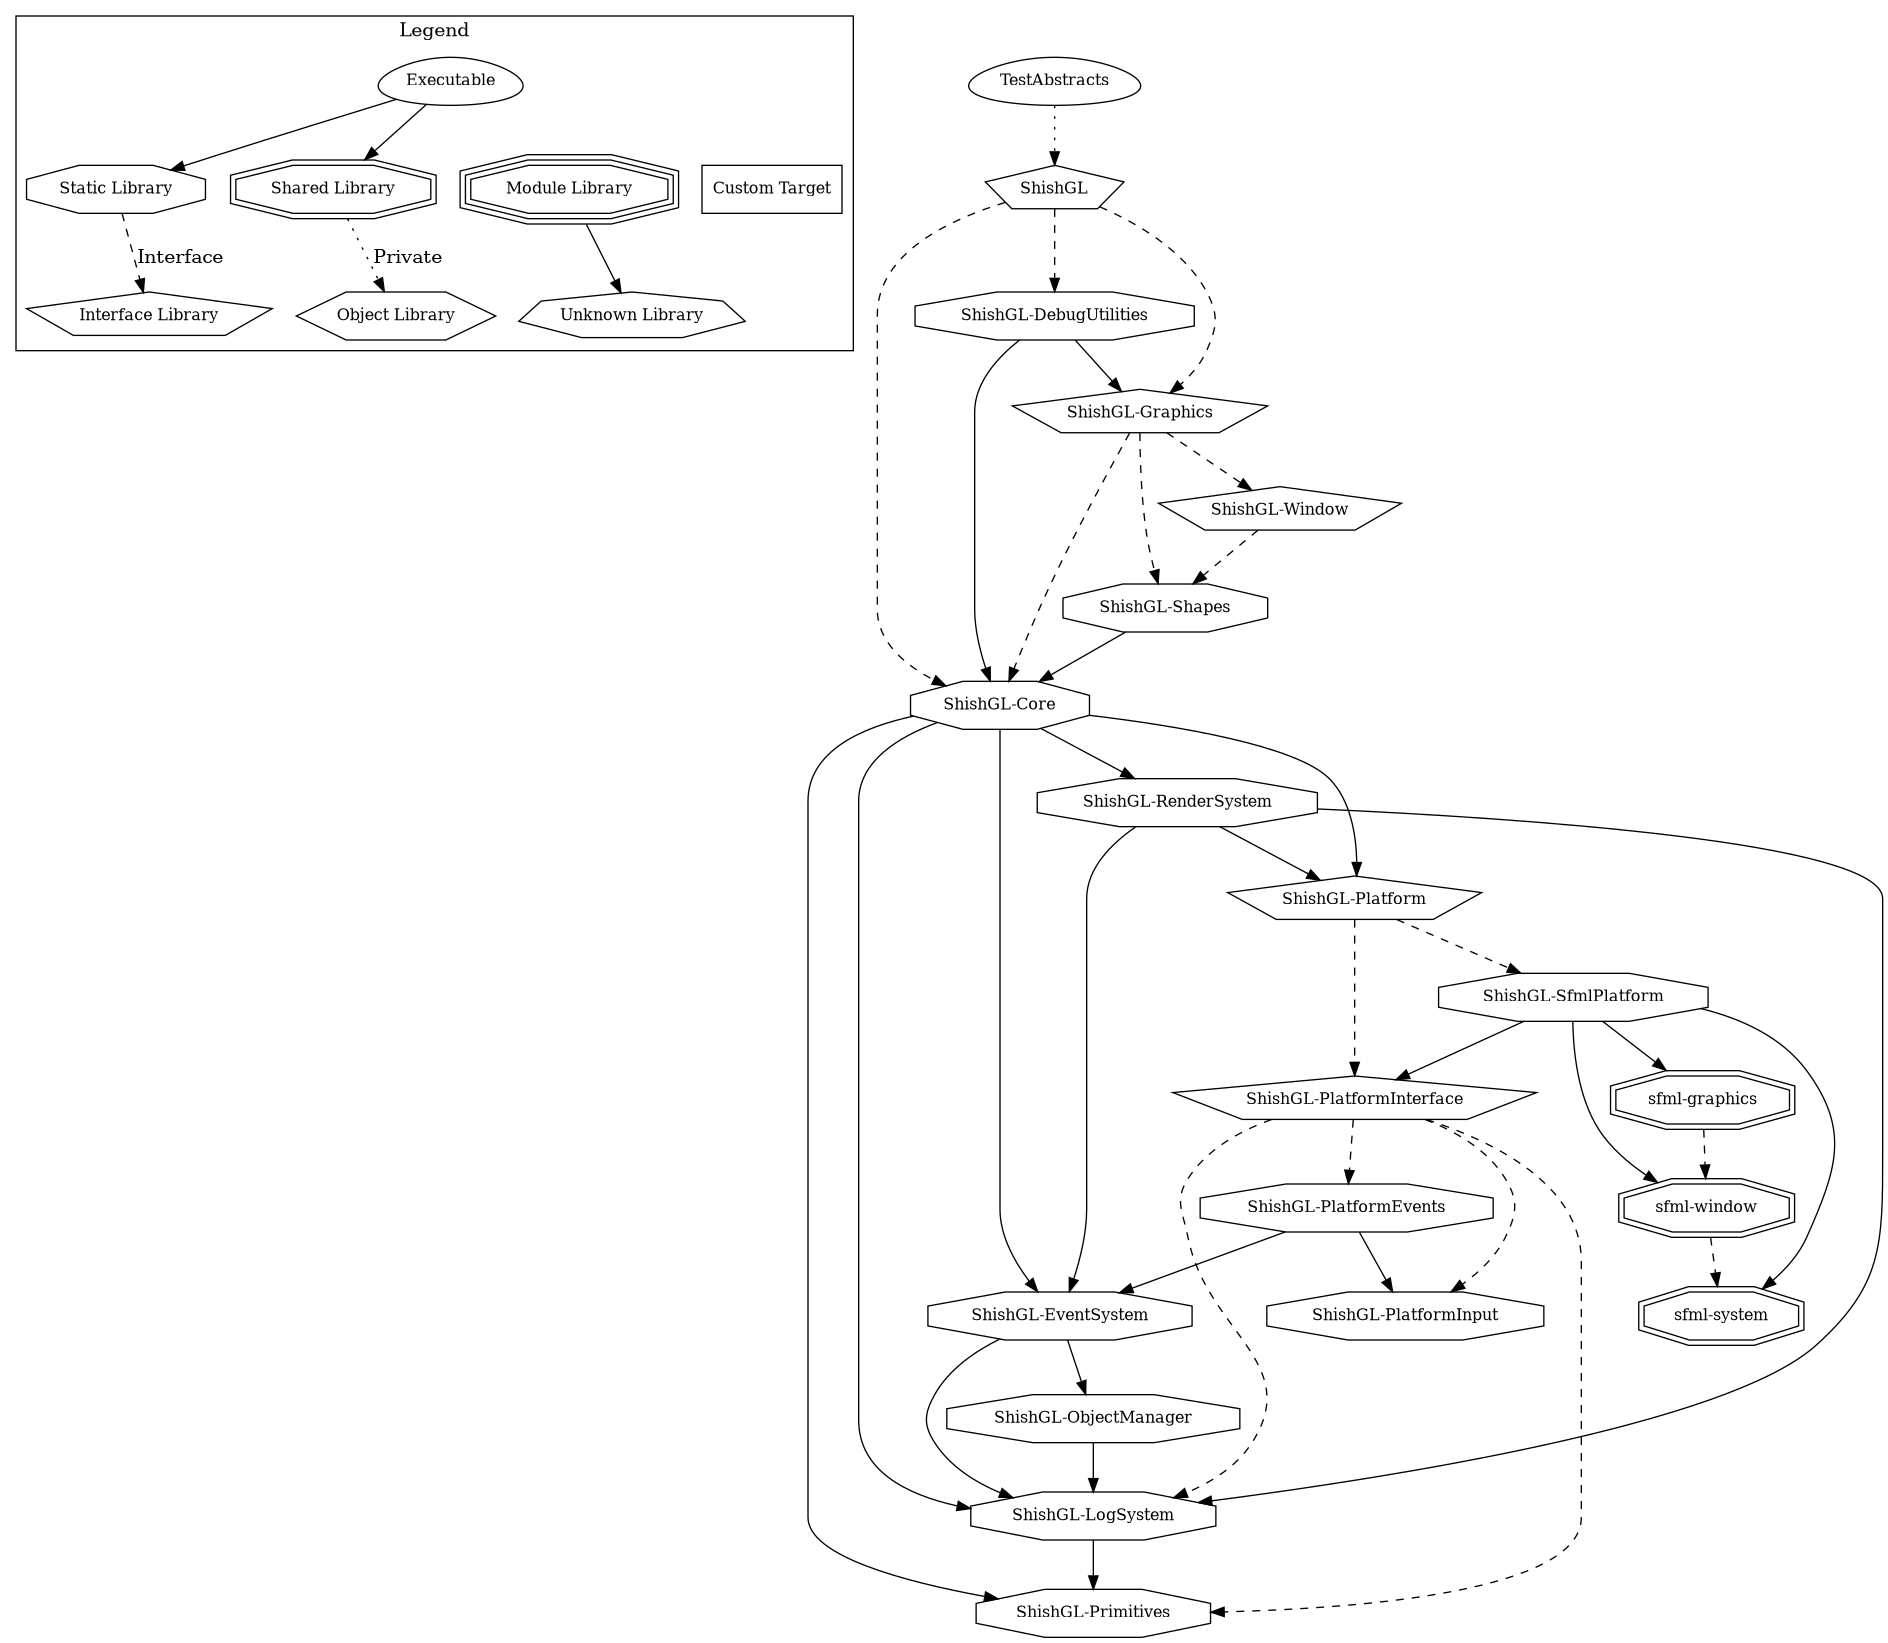 Legend
Executable
Static Library
Shared Library
Module Library
Custom Target
Interface
Private
Interface Library
Object Library
Unknown Library
TestAbstracts
ShishGL
ShishGL-DebugUtilities
ShishGL-Graphics
ShishGL-Window
ShishGL-Shapes
ShishGL-Core
ShishGL-RenderSystem
ShishGL-Platform
ShishGL-SfmlPlatform
ShishGL-PlatformInterface
sfml-graphics
ShishGL-PlatformEvents
sfml-window
ShishGL-EventSystem
ShishGL-PlatformInput
sfml-system
ShishGL-ObjectManager
ShishGL-LogSystem
ShishGL-Primitives